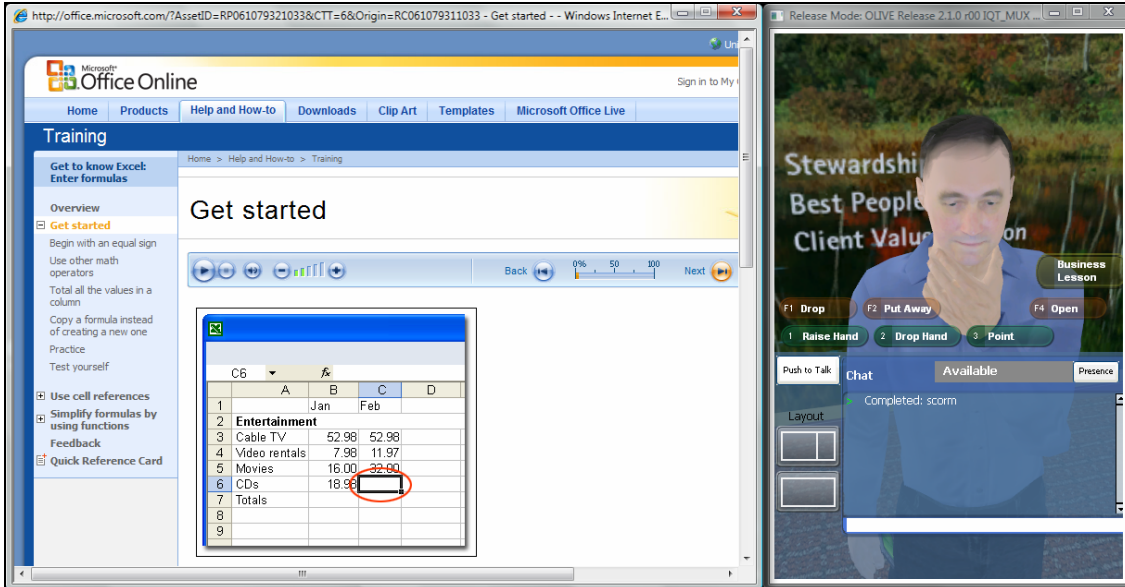 http://office.microsoft.com/?AssetID=RP061079321033&CTT=6&Origin=RC061079311033 - Get started - - Windows Internet E...
Microsoft
Office Online
Sign in to My
Home Products Help and How-to Downloads Clip Art Templates Microsoft Office Live
Training
Get to know Excel:
Enter formulas
Overview
Get started
Begin with an equal sign
Use other math
operators
Total all the values in a
column
Copy a formula instead
of creating a new one
Practice
Test yourself
Use cell references
Simplify formulas by
using functions
Feedback
Quick Reference Card
Home > Help and How-to > Training
Get started
Back 0% 50 100 Next
C6 fx
A B C D
1 Jan Feb
2 Entertainment
3 Cable TV 52.98 52.98
4 Video rentals 7.98 11.97
5 Movies 16.00 32.00
6 CDs 18.98
7 Totals
8
9
Release Mode: OLIVE Release 2.1.0 r00 IQT_MUX ...
Stewardshi
Best People
Client Valu on
Business
Lesson
F1 Drop F2 Put Away F4 Open
1 Raise Hand 2 Drop Hand 3 Point
Push to Talk Chat Available Presence
> Completed: scorm
Layout